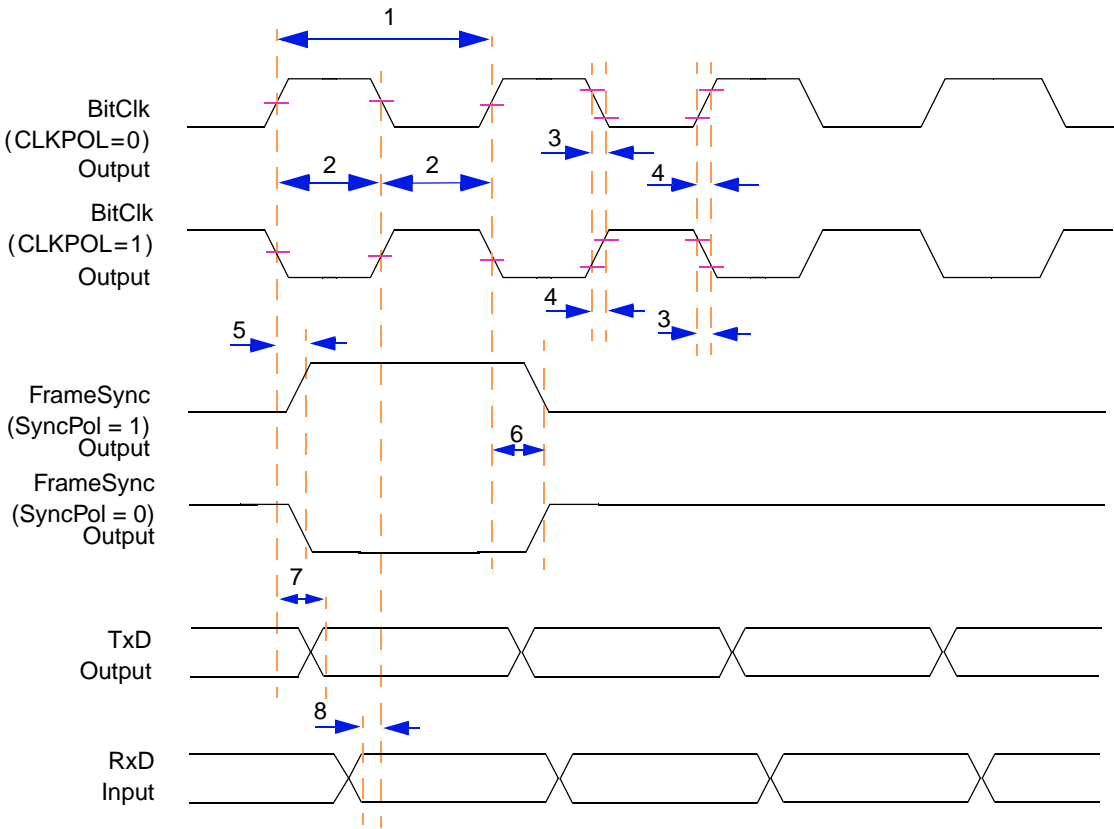 1
BitClk
(CLKPOL=0)
Output
3
2
2
4
BitClk
(CLKPOL=1)
Output
4
3
5
FrameSync
(SyncPol = 1)
Output
6
FrameSync
(SyncPol = 0)
Output
7
TxD
Output
8
RxD
Input